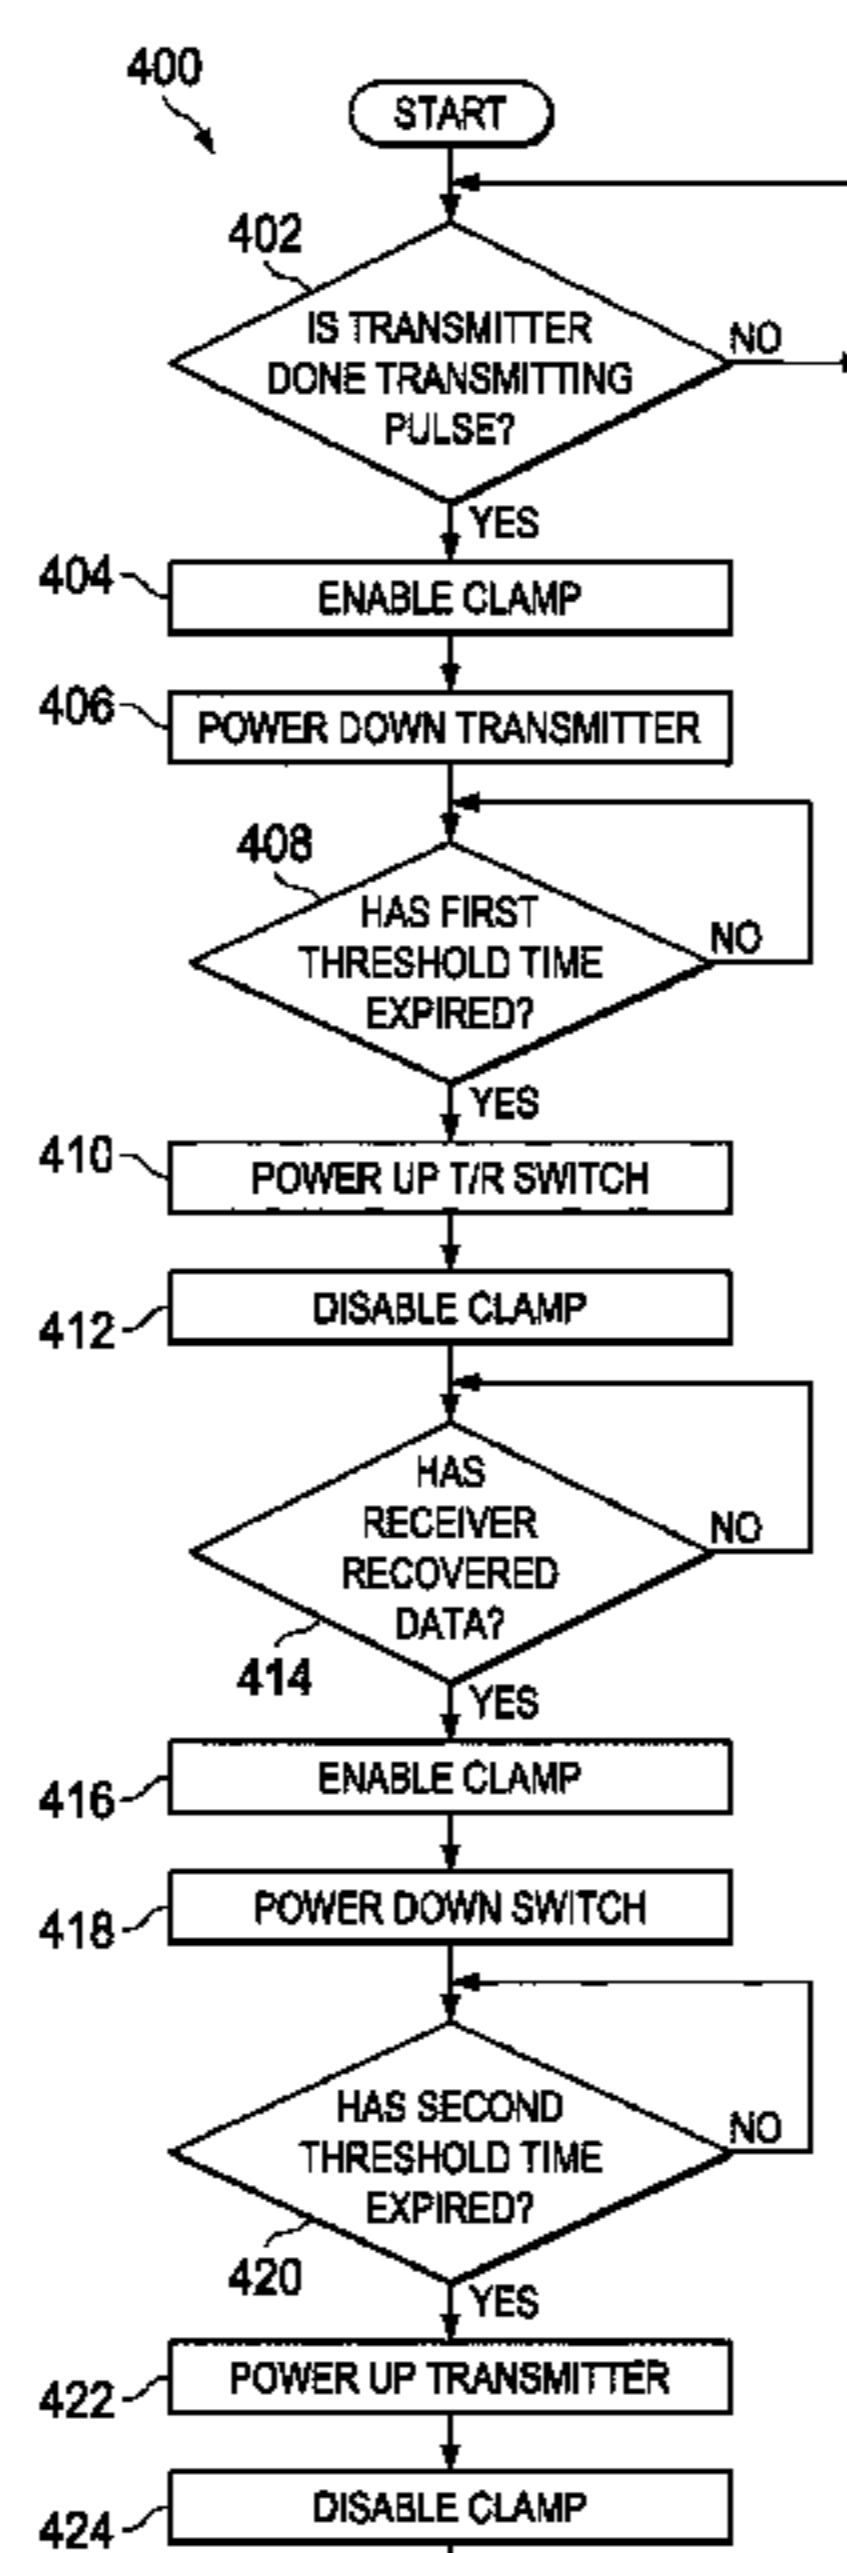 400
START
402
IS TRANSMITTER
DONE TRANSMITTING
PULSE?
NO
YES
404
ENABLE CLAMP
406
POWER DOWN TRANSMITTER
408
HAS FIRST
THRESHOLD TIME
EXPIRED?
NO
YES
410
POWER UP T/R SWITCH
412
DISABLE CLAMP
HAS
RECEIVER
RECOVERED
DATA?
NO
414
YES
416
ENABLE CLAMP
418
POWER DOWN SWITCH
HAS SECOND
THRESHOLD TIME
EXPIRED?
NO
420
YES
422
POWER UP TRANSMITTER
424
DISABLE CLAMP